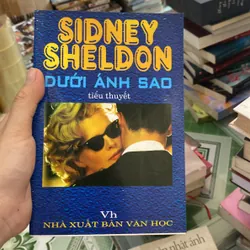 SIDNEY
SHELDON
DƯỚI ÁNH SAO
tiểu thuyết
Vh
NHÀ XUẤT BẢN VĂN HỌC